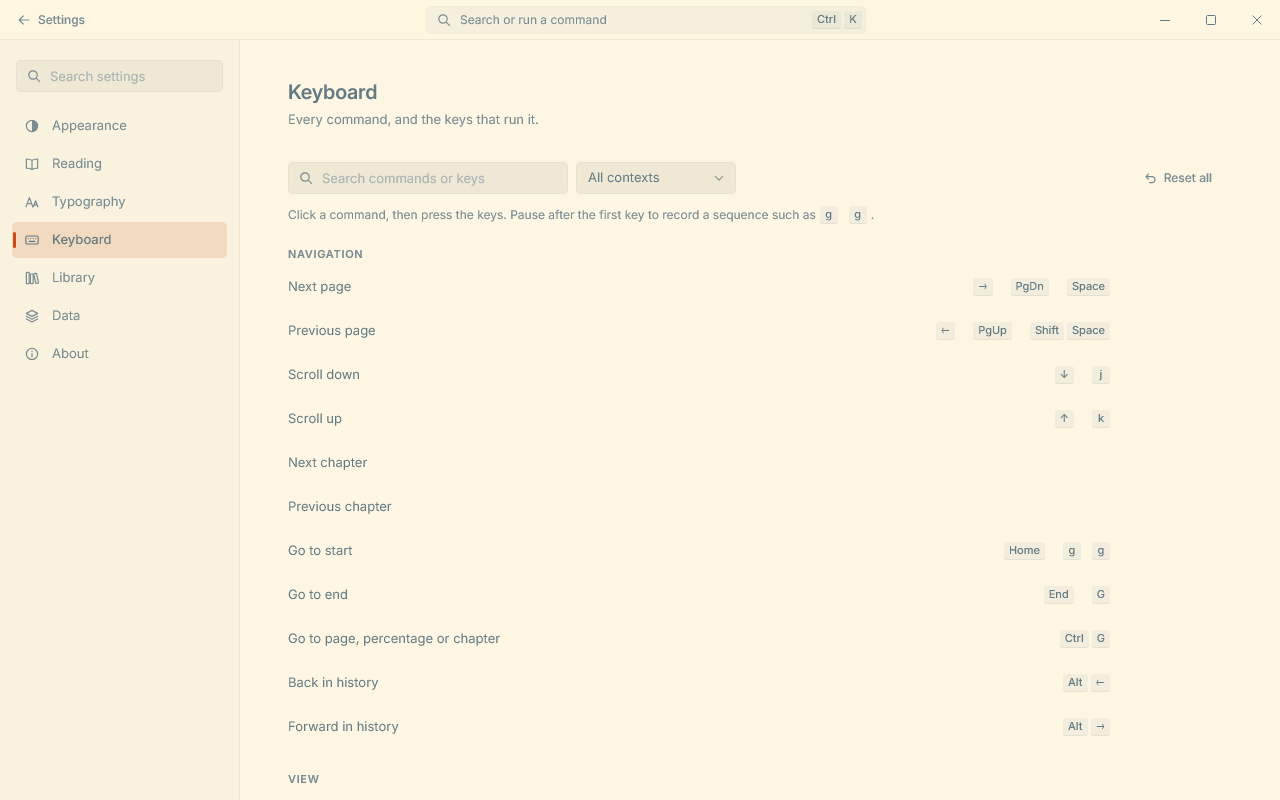 Settings
Search or run a command Ctrl K
Search settings
Appearance
Reading
Typography
Keyboard
Library
Data
About
Keyboard
Every command, and the keys that run it.
Search commands or keys
All contexts
Reset all
Click a command, then press the keys. Pause after the first key to record a sequence such as g g .
NAVIGATION
Next page → PgDn Space
Previous page ← PgUp Shift Space
Scroll down ↓ j
Scroll up ↑ k
Next chapter
Previous chapter
Go to start Home g g
Go to end End G
Go to page, percentage or chapter Ctrl G
Back in history Alt ←
Forward in history Alt →
VIEW